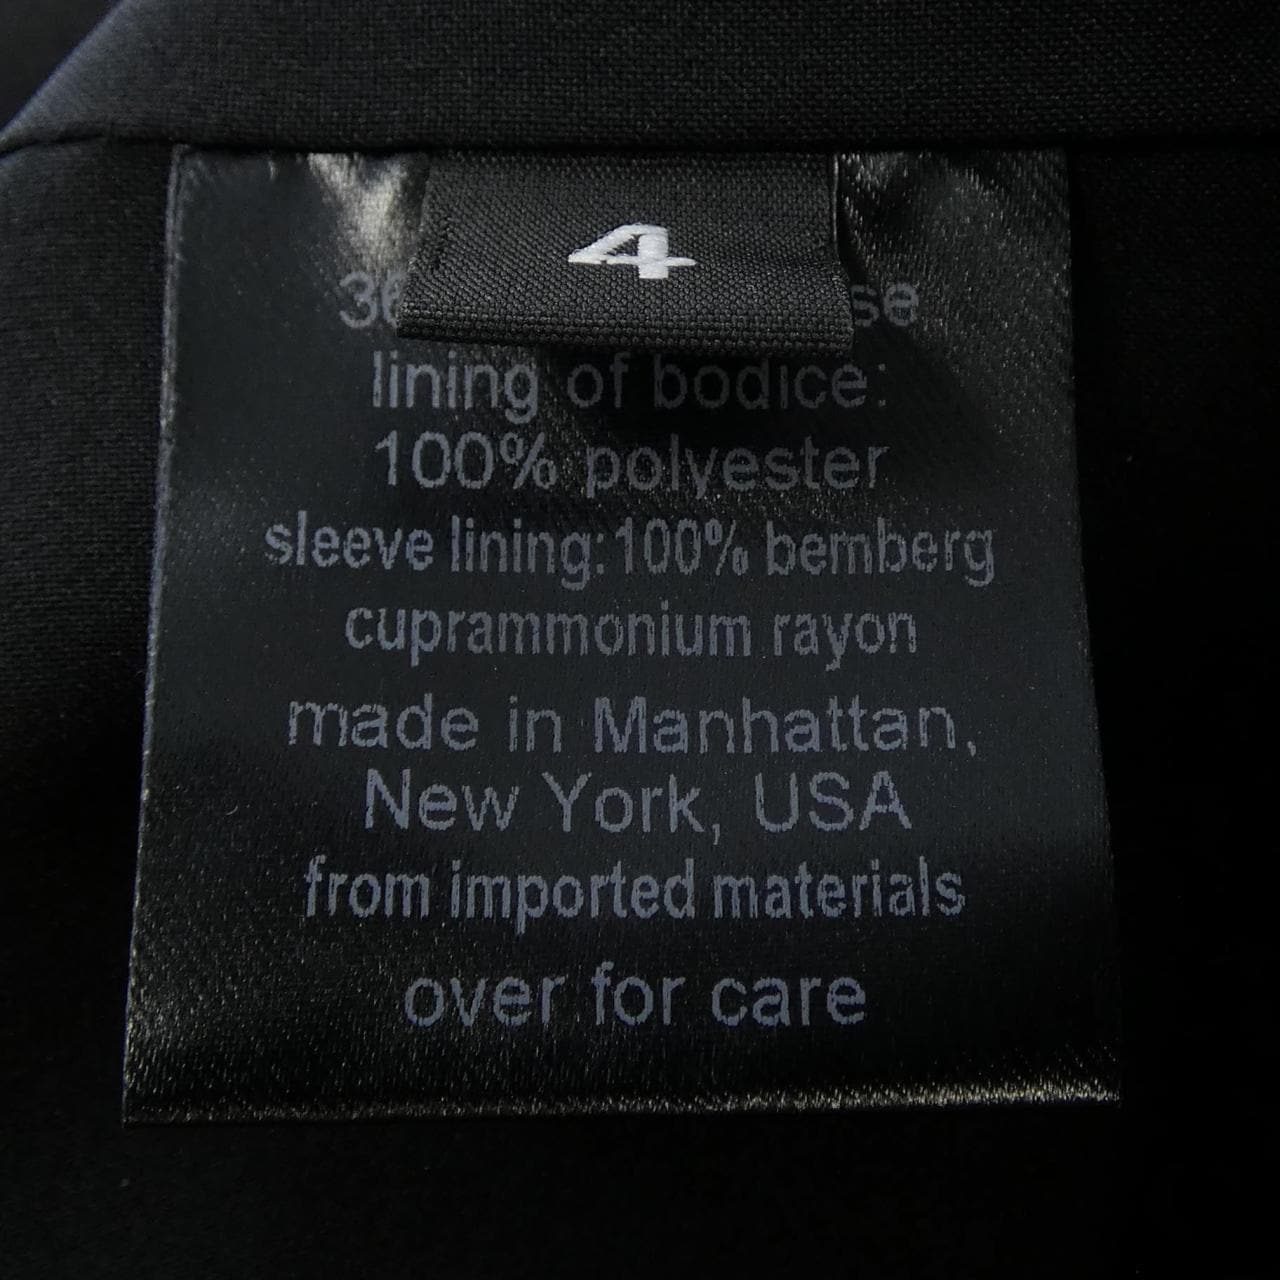 4
lining of bodice:
100% polyester
sleeve lining:100% bemberg
cuprammonium rayon
made in Manhattan,
New York, USA
from imported materials
over for care